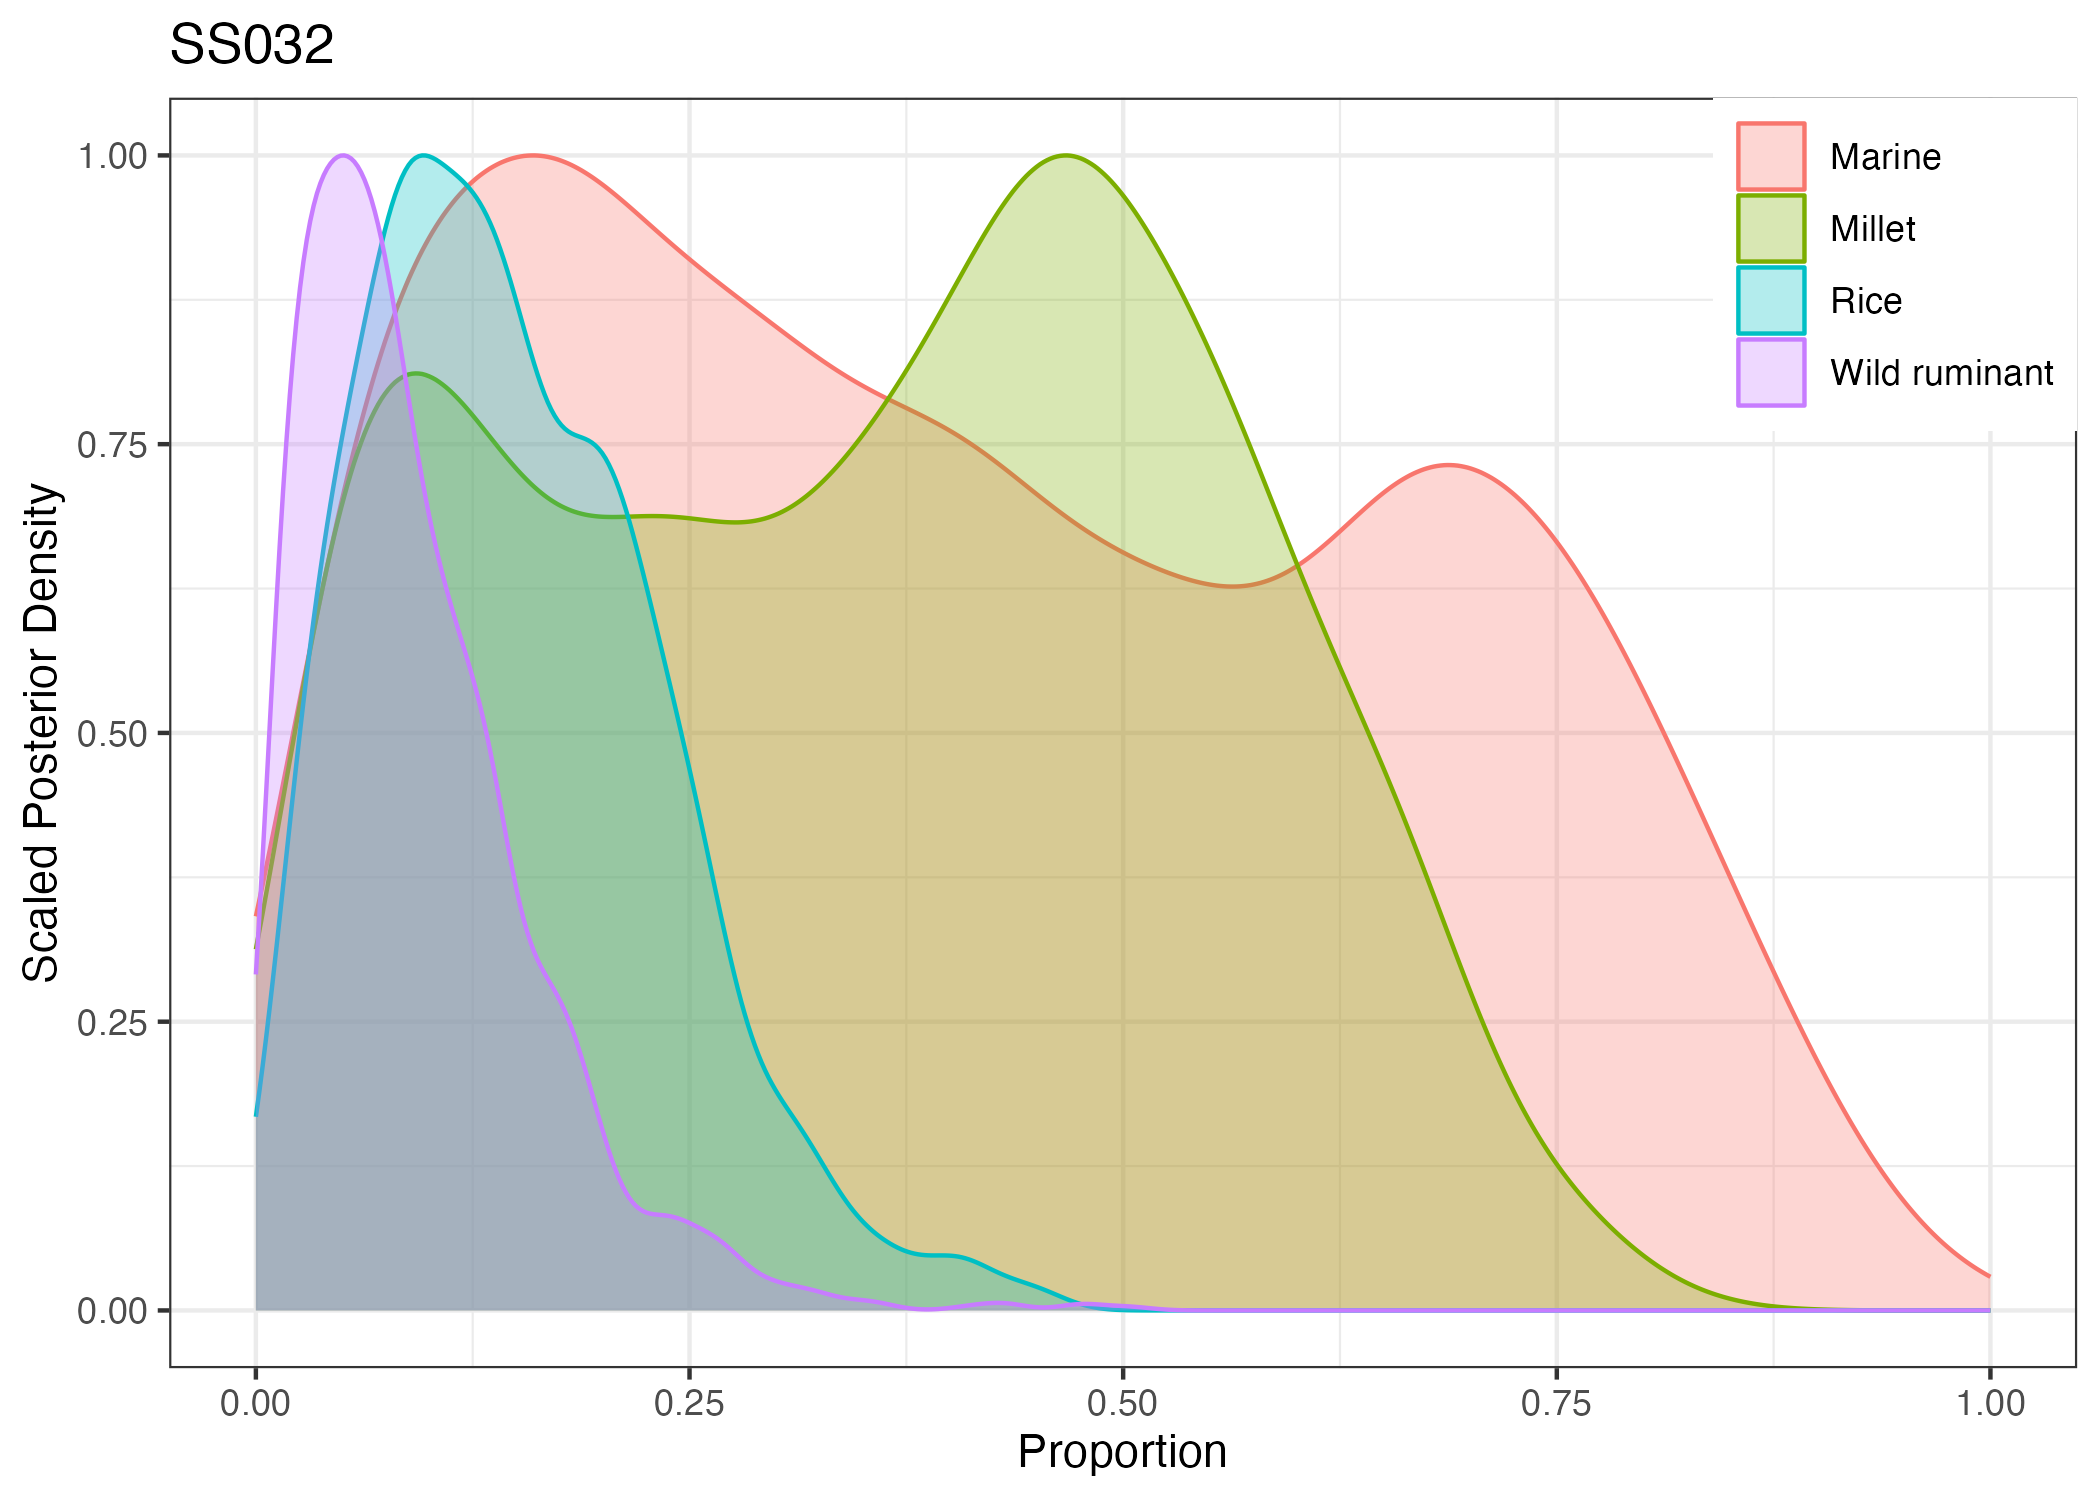 SS032
Marine
Millet
Rice
Wild ruminant
Scaled Posterior Density
1.00
0.75
0.50
0.25
0.00
0.00 0.25 0.50 0.75 1.00
Proportion